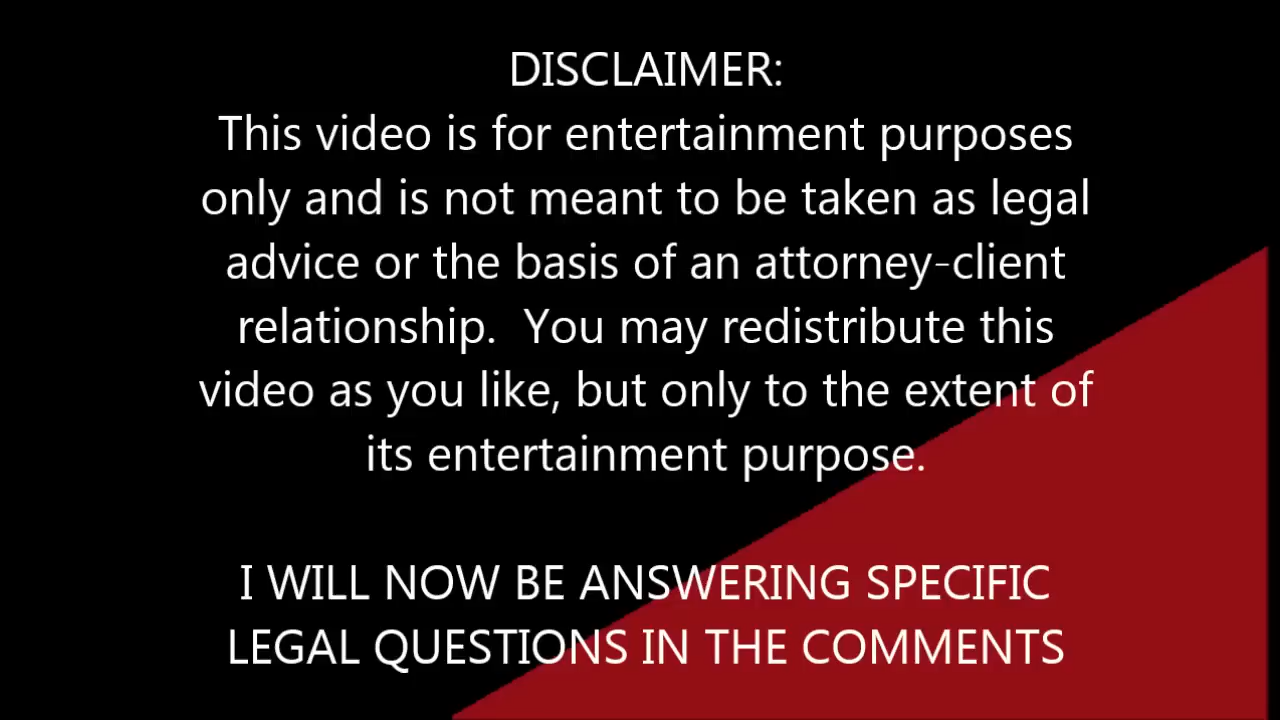 DISCLAIMER:
This video is for entertainment purposes
only and is not meant to be taken as legal
advice or the basis of an attorney-client
relationship.  You may redistribute this
video as you like, but only to the extent of
its entertainment purpose.
I WILL NOW BE ANSWERING SPECIFIC
LEGAL QUESTIONS IN THE COMMENTS